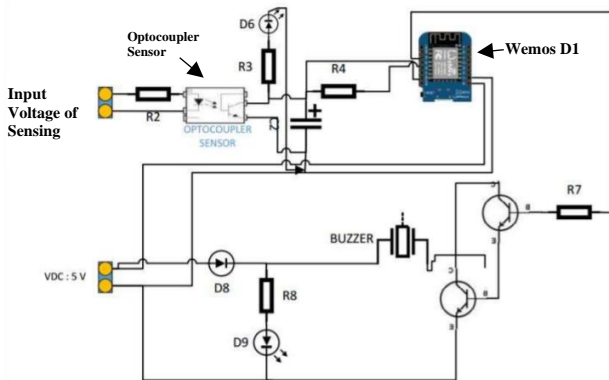 D6
Optocoupler
Sensor
R3
R4
Wemos D1
Input
Voltage of
Sensing
R2
+
C2
OPTOCOUPLER
SENSOR
R7
C
B
E
BUZZER
C
B
E
VDC : 5 V
D8
R8
D9